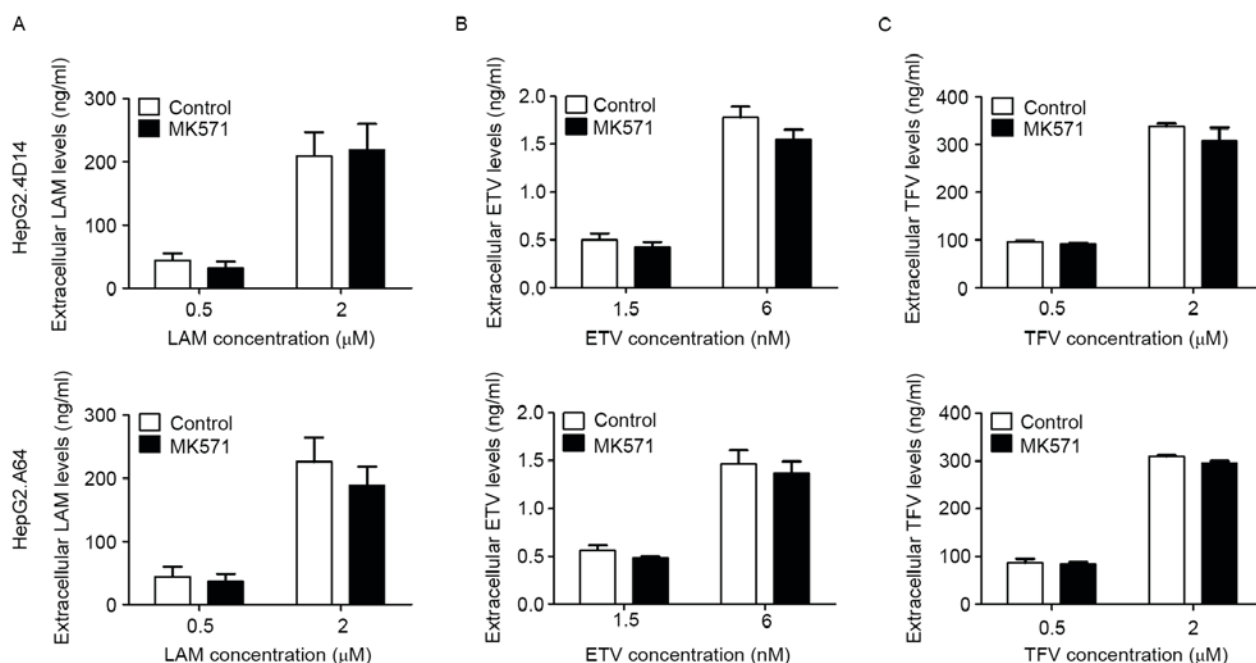 A
B
C
HepG2.4D14
Extracellular LAM levels (ng/ml)
300
200
100
0
Control
MK571
0.5
2
LAM concentration (μM)
Extracellular ETV levels (ng/ml)
2.0
1.5
1.0
0.5
0
Control
MK571
1.5
6
ETV concentration (nM)
Extracellular TFV levels (ng/ml)
400
300
200
100
0
Control
MK571
0.5
2
TFV concentration (μM)
HepG2.A64
Extracellular LAM levels (ng/ml)
300
200
100
0
Control
MK571
0.5
2
LAM concentration (μM)
Extracellular ETV levels (ng/ml)
2.0
1.5
1.0
0.5
0.0
Control
MK571
1.5
6
ETV concentration (nM)
Extracellular TFV levels (ng/ml)
400
300
200
100
0
Control
MK571
0.5
2
TFV concentration (μM)